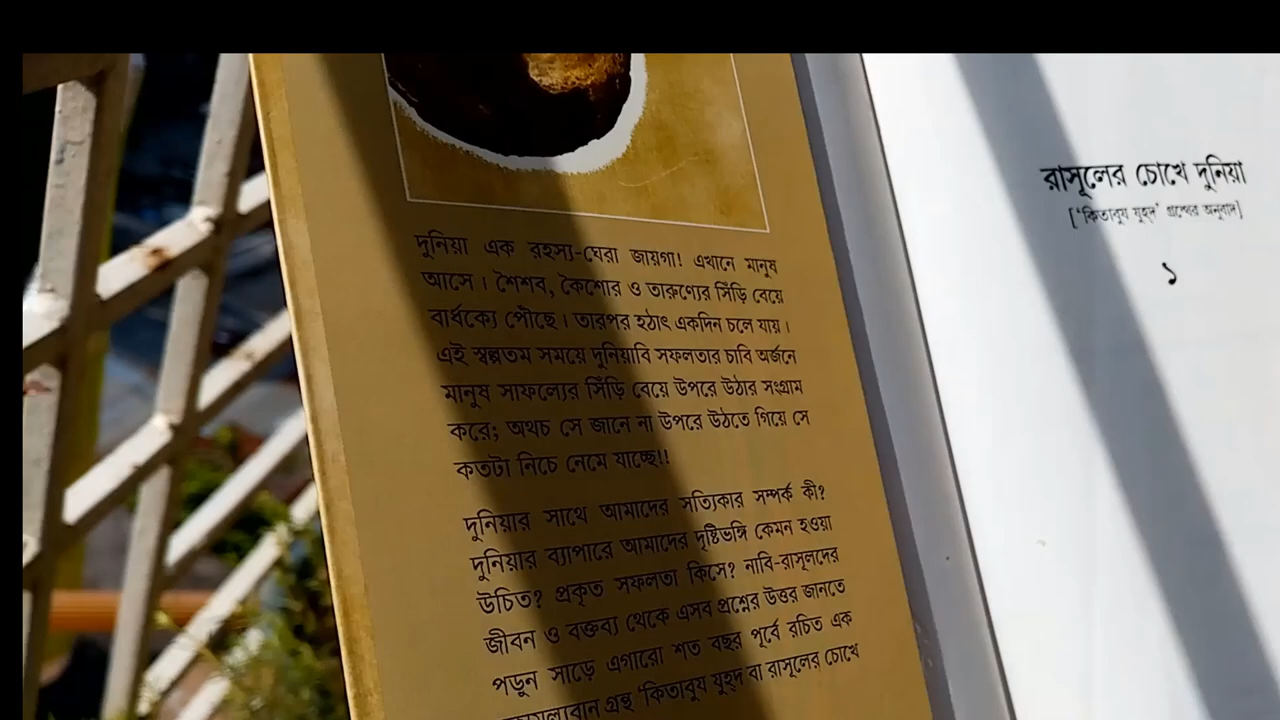 দুনিয়া এক রহস্য-ঘেরা জায়গা! এখানে মানুষ
আসে। শৈশব, কৈশোর ও তারুণ্যের সিঁড়ি বেয়ে
বার্ধক্যে পৌঁছে। তারপর হঠাৎ একদিন চলে যায়।
এই স্বল্পতম সময়ে দুনিয়াবি সফলতার চাবি অর্জনে
মানুষ সাফল্যের সিঁড়ি বেয়ে উপরে উঠার সংগ্রাম
করে; অথচ সে জানে না উপরে উঠতে গিয়ে সে
কতটা নিচে নেমে যাচ্ছে!!
দুনিয়ার সাথে আমাদের সত্যিকার সম্পর্ক কী?
দুনিয়ার ব্যাপারে আমাদের দৃষ্টিভঙ্গি কেমন হওয়া
উচিত? প্রকৃত সফলতা কিসে? নাবি-রাসূলদের
জীবন ও বক্তব্য থেকে এসব প্রশ্নের উত্তর জানতে
পড়ুন সাড়ে এগারো শত বছর পূর্বে রচিত এক
গ্রন্থ 'কিতাবুয যুহদ বা রাসূলের চোখে
রাসূলের চোখে দুনিয়া
['কিতাবুয যুহদ' গ্রন্থের অনুবাদ]
১